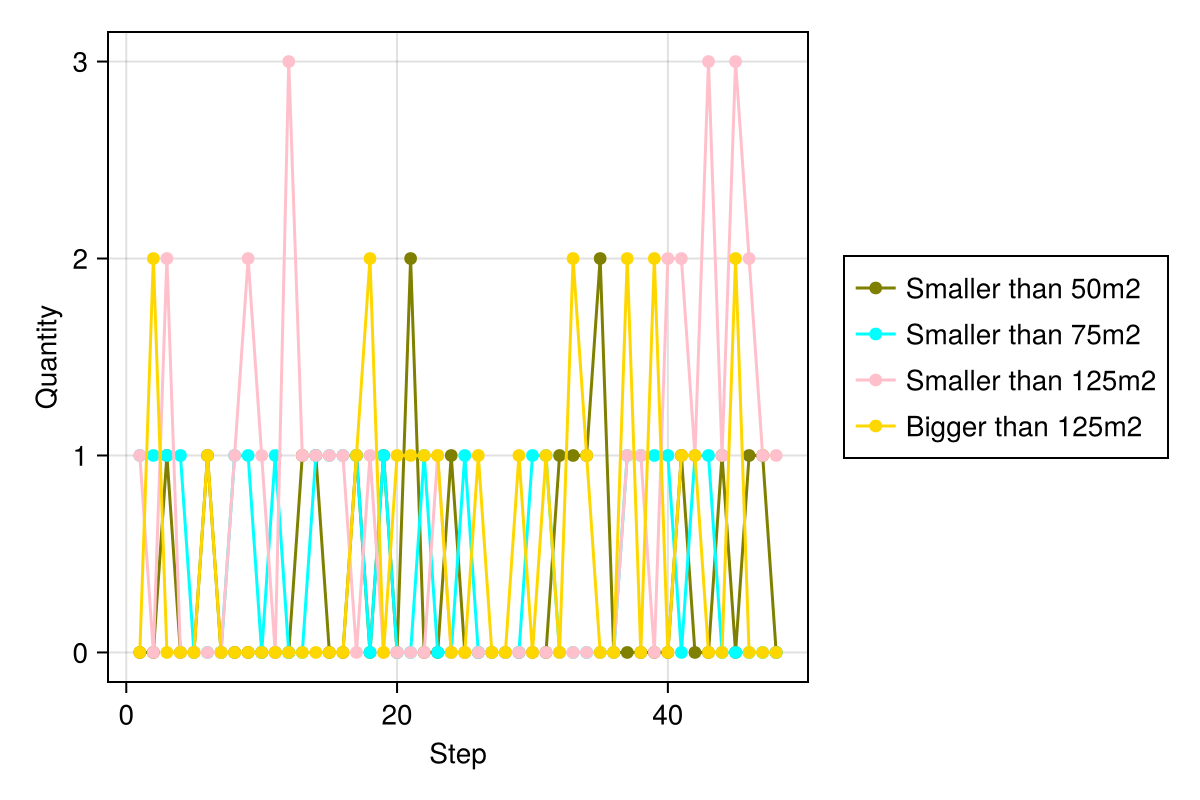 3
2
1
0
Quantity
0
20
40
Step
Smaller than 50m2
Smaller than 75m2
Smaller than 125m2
Bigger than 125m2